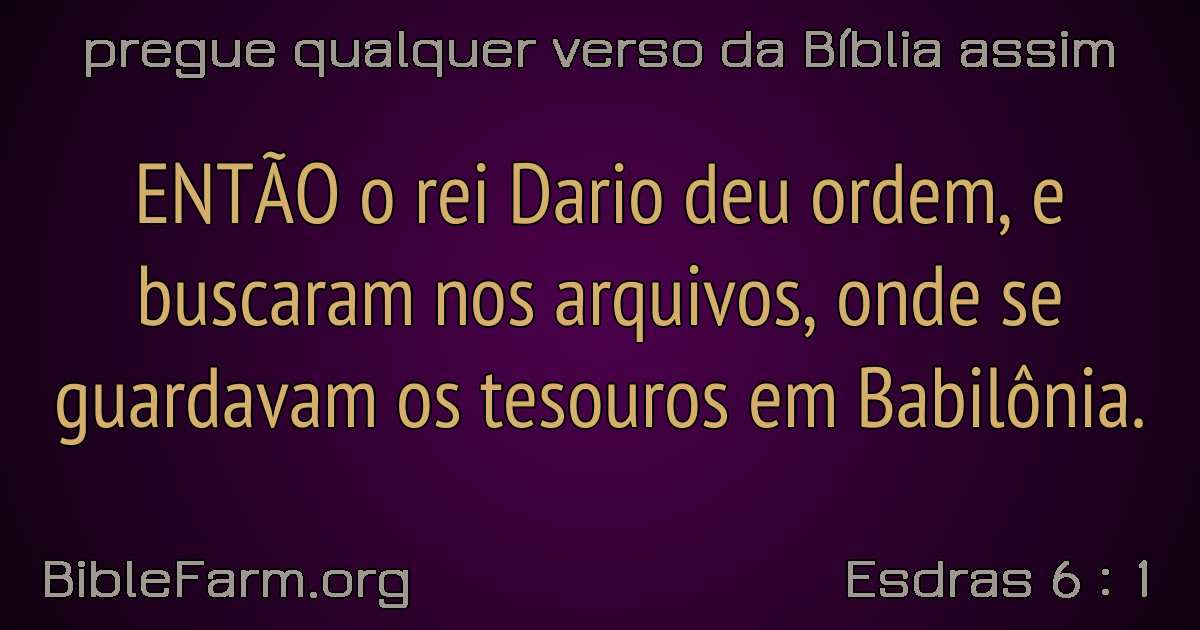 pregue qualquer verso da Bíblia assim
ENTÃO o rei Dario deu ordem, e
buscaram nos arquivos, onde se
guardavam os tesouros em Babilônia.
BibleFarm.org
Esdras 6 : 1